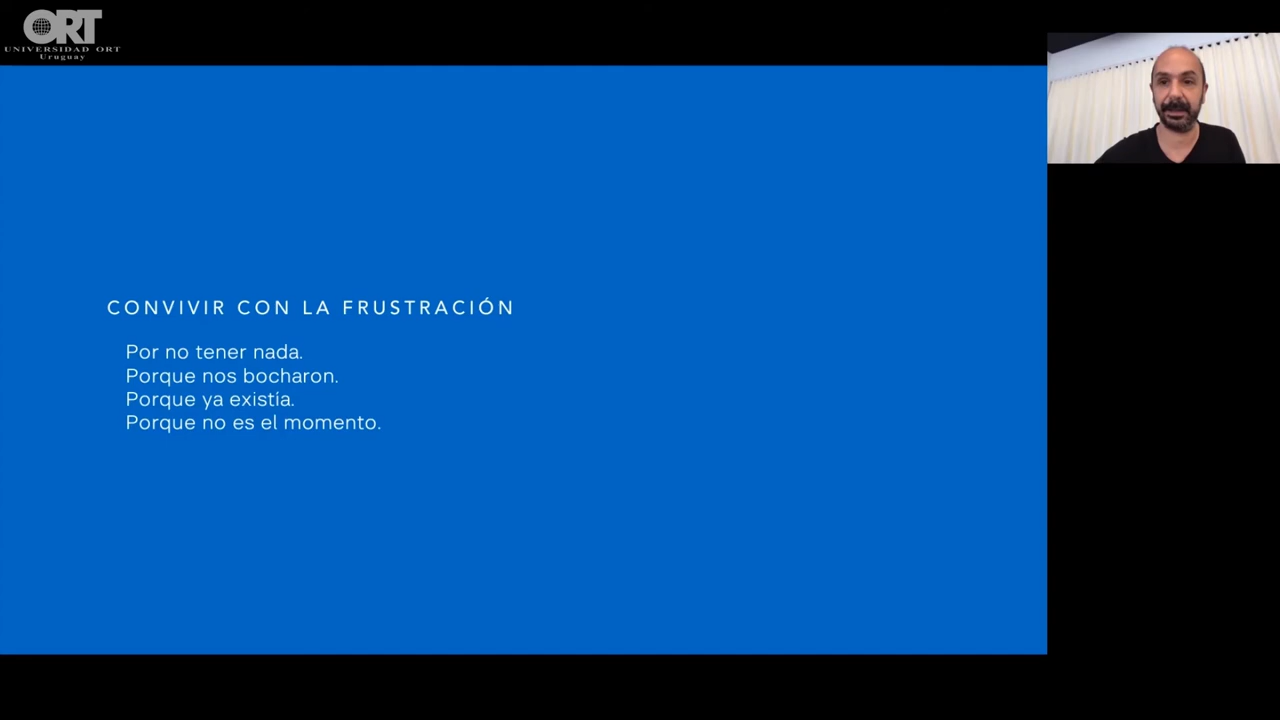 ORT
UNIVERSIDAD ORT
Uruguay
CONVIVIR CON LA FRUSTRACIÓN
Por no tener nada.
Porque nos bocharon.
Porque ya existía.
Porque no es el momento.